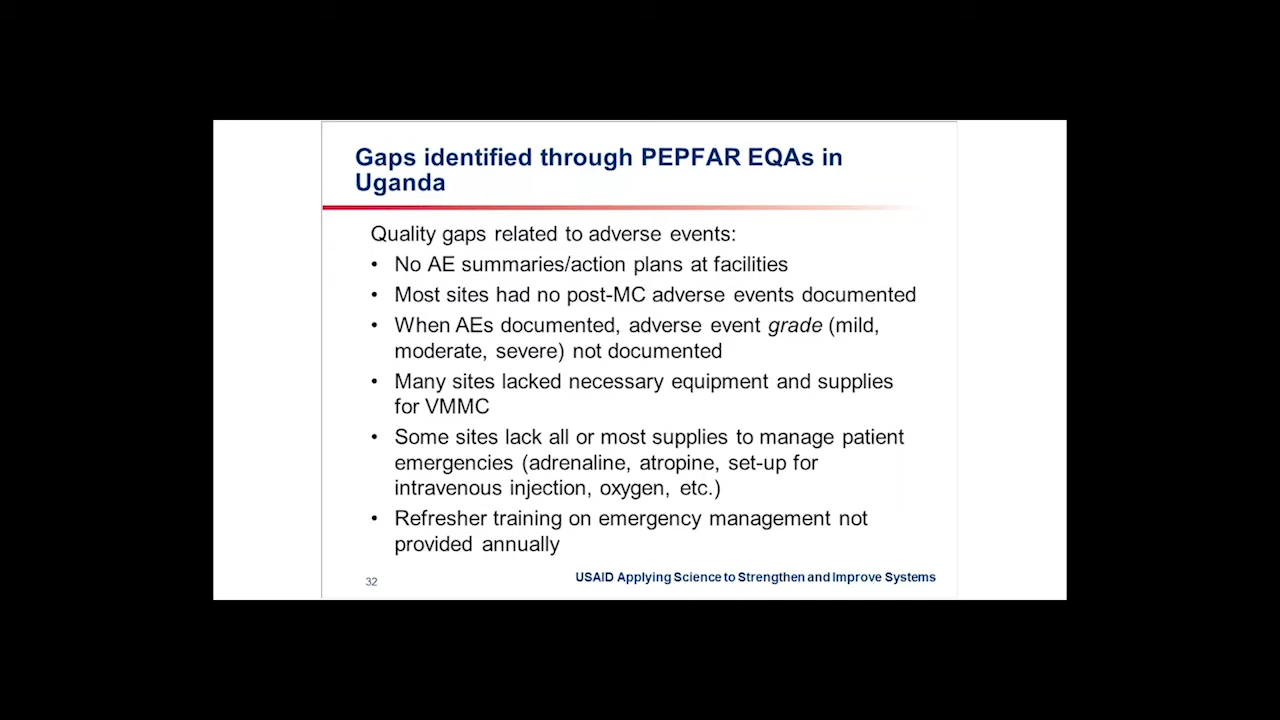 Gaps identified through PEPFAR EQAs in
Uganda
Quality gaps related to adverse events:
• No AE summaries/action plans at facilities
• Most sites had no post-MC adverse events documented
• When AEs documented, adverse event grade (mild,
moderate, severe) not documented
• Many sites lacked necessary equipment and supplies
for VMMC
• Some sites lack all or most supplies to manage patient
emergencies (adrenaline, atropine, set-up for
intravenous injection, oxygen, etc.)
• Refresher training on emergency management not
provided annually
32
USAID Applying Science to Strengthen and Improve Systems